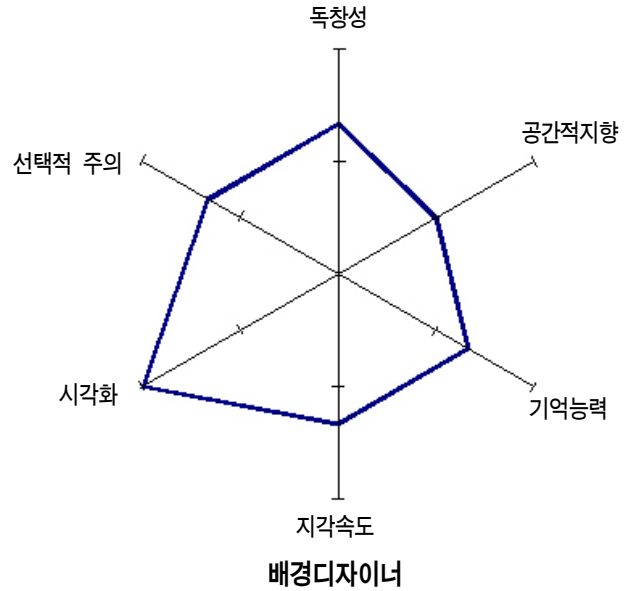 독창성
공간적지향
선택적 주의
시각화
기억능력
지각속도
배경디자이너